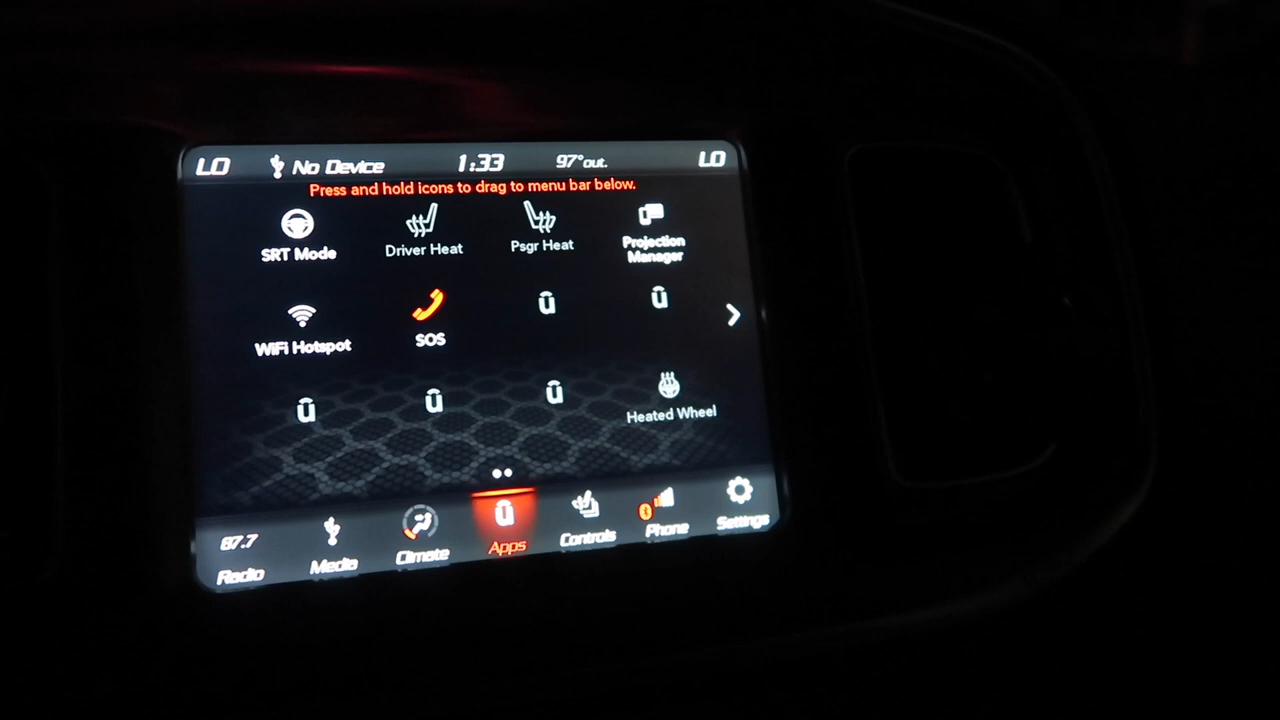 LO No Device 1:33 97°out. LO
Press and hold icons to drag to menu bar below.
SRT Mode
Driver Heat
Psgr Heat
Projection
Manager
WiFi Hotspot
SOS
Heated Wheel
87.7
Radio
Media
Climate
Apps
Controls
Phone
Settings